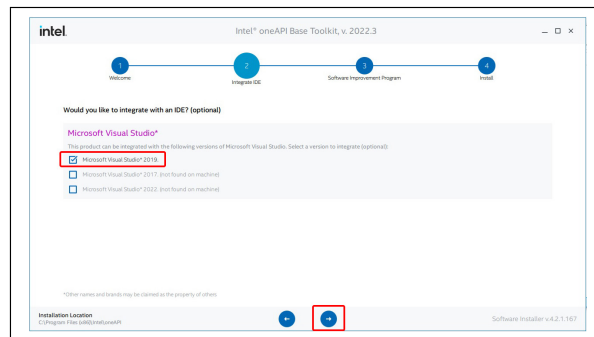 intel.
Intel® oneAPI Base Toolkit, v. 2022.3
1
2
3
4
Welcome
Integrate IDE
Software Improvement Program
Install
Would you like to integrate with an IDE? (optional)
Microsoft Visual Studio*
This product can be integrated with the following versions of Microsoft Visual Studio. Select a version to integrate (optional):
Microsoft Visual Studio* 2019.
Microsoft Visual Studio* 2017. (not found on machine)
Microsoft Visual Studio* 2022. (not found on machine)
*Other names and brands may be claimed as the property of others
Installation Location
C:\Program Files (x86)\Intel\oneAPI
Software Installer v.4.2.1.167